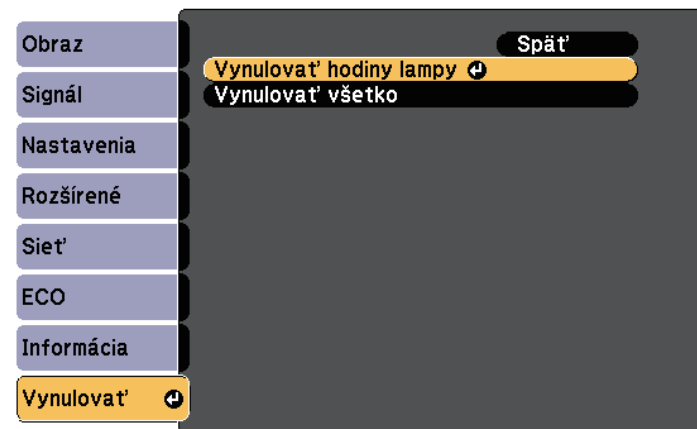 Obraz
Signál
Nastavenia
Rozšírené
Sieť
ECO
Informácia
Vynulovať
Späť
Vynulovať hodiny lampy
Vynulovať všetko